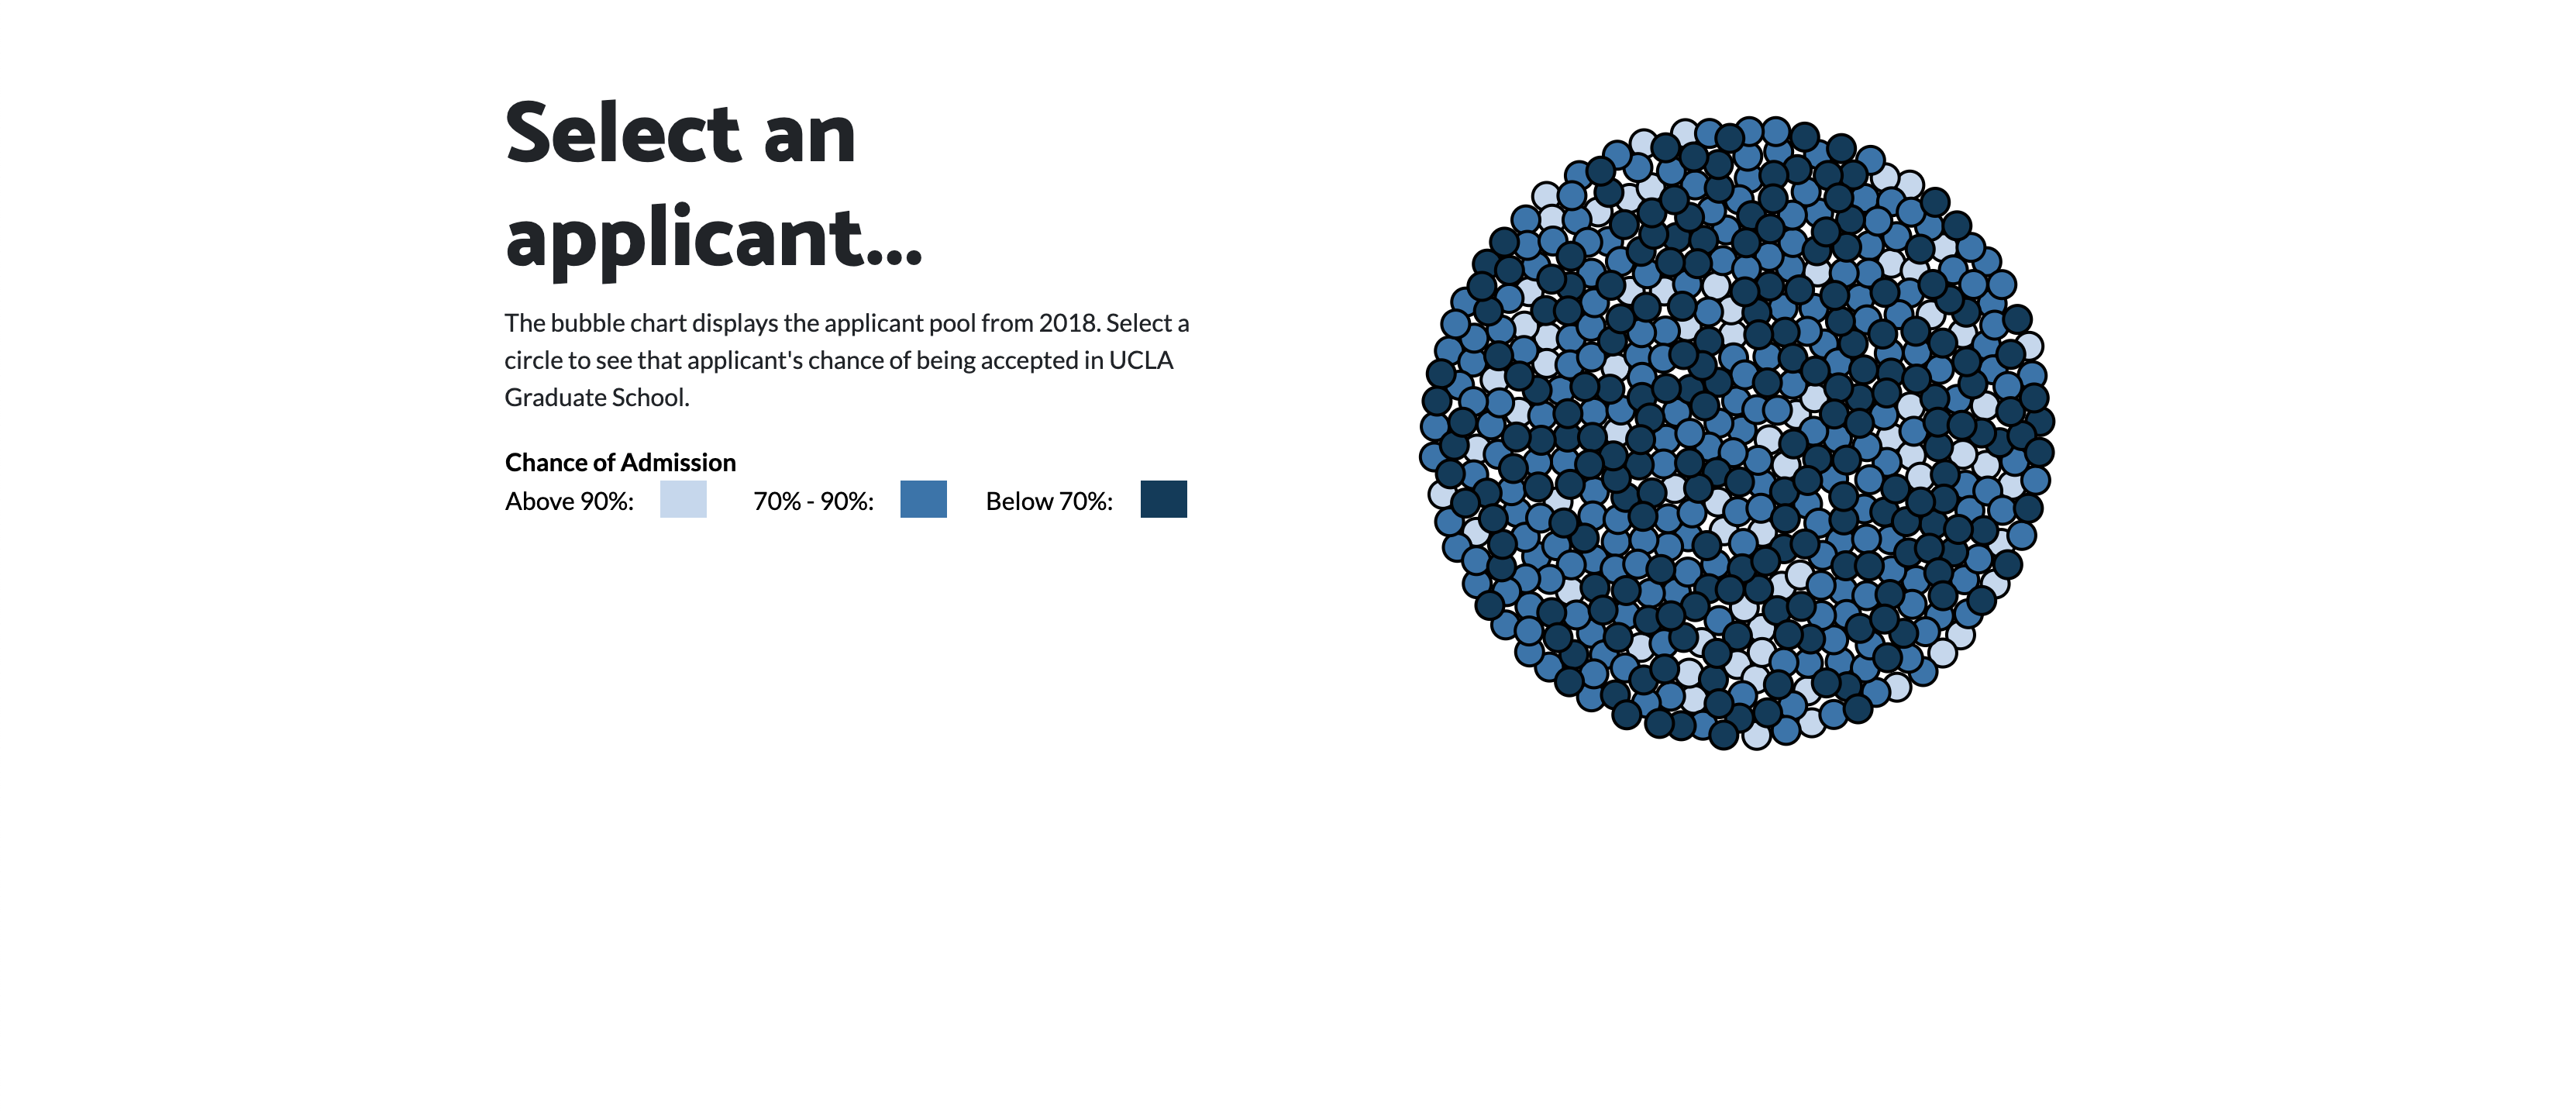 Select an
applicant...
The bubble chart displays the applicant pool from 2018. Select a
circle to see that applicant's chance of being accepted in UCLA
Graduate School.
Chance of Admission
Above 90%: 70% - 90%: Below 70%: